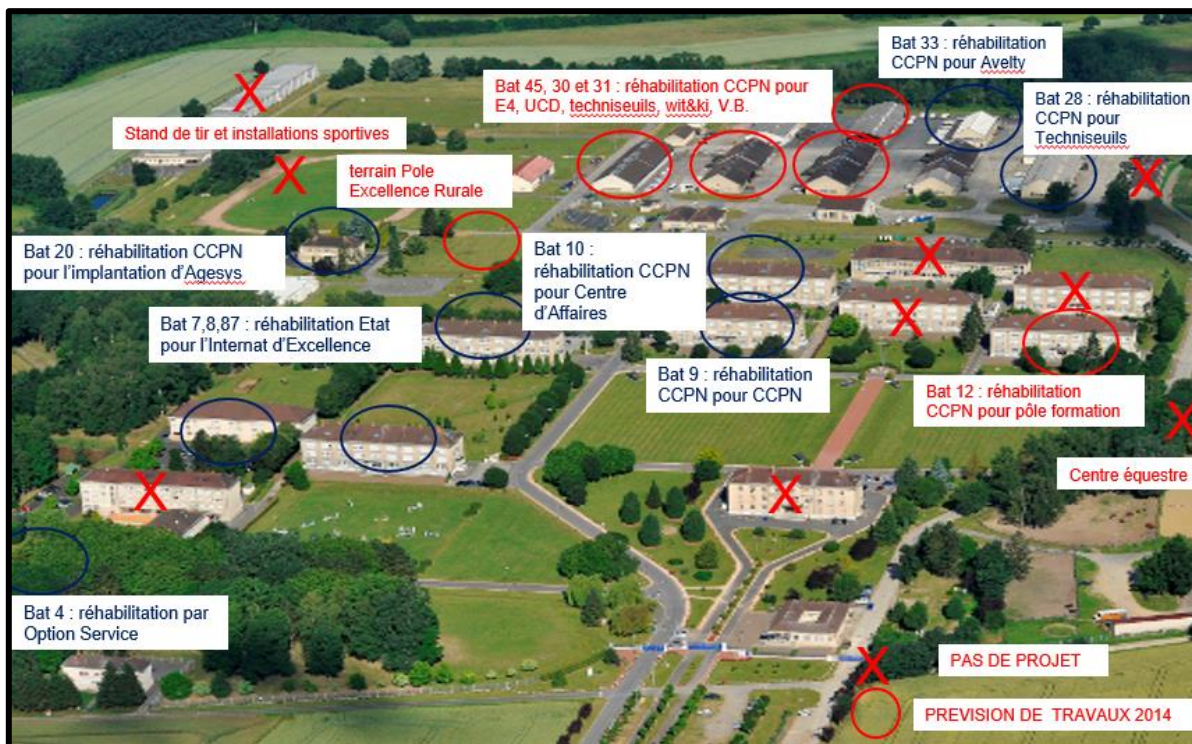 Bat 33 : réhabilitation
CCPN pour Avelty
Bat 45, 30 et 31 : réhabilitation CCPN pour
E4, UCD, techniseuils, wit&ki, V.B.
Bat 28 : réhabilitation
CCPN pour
Techniseuils
Stand de tir et installations sportives
terrain Pole
Excellence Rurale
Bat 20 : réhabilitation CCPN
pour l'implantation d'Agesys
Bat 10 :
réhabilitation CCPN
pour Centre
d'Affaires
Bat 7,8,87 : réhabilitation Etat
pour l'Internat d'Excellence
Bat 9 : réhabilitation
CCPN pour CCPN
Bat 12 : réhabilitation
CCPN pour pôle formation
Centre équestre
Bat 4 : réhabilitation par
Option Service
PAS DE PROJET
PREVISION DE TRAVAUX 2014